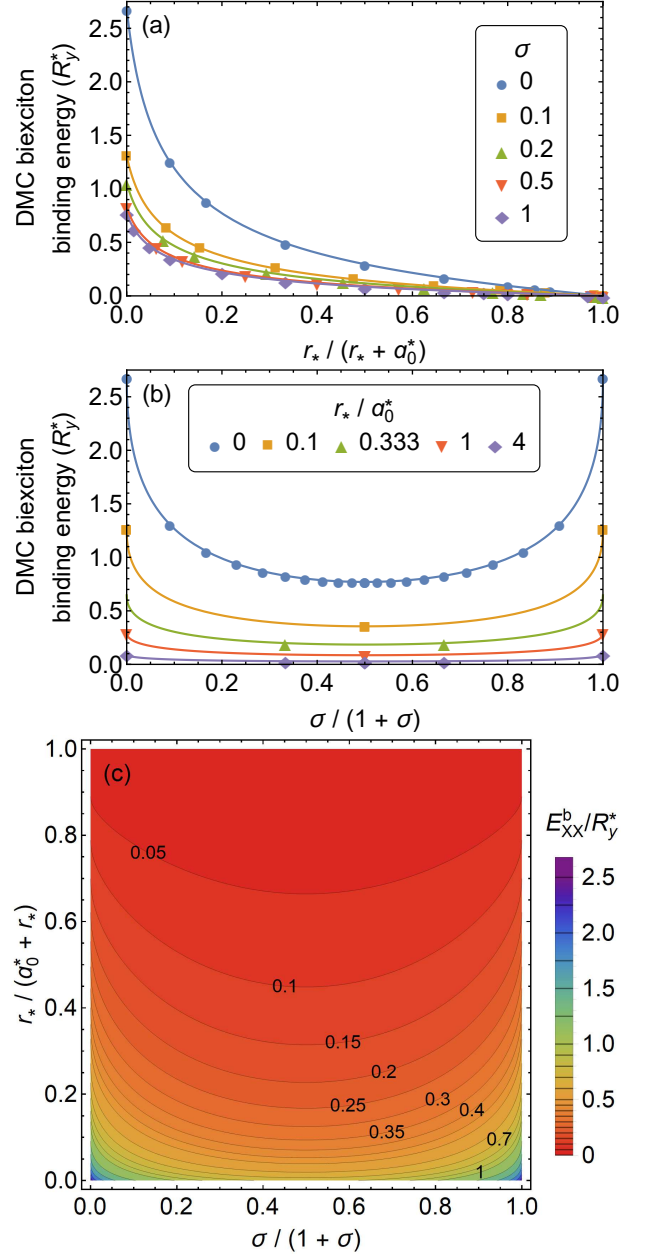 (a)
DMC biexciton
binding energy (R*y)
2.5
2.0
1.5
1.0
0.5
0.0
σ
0
0.1
0.2
0.5
1
0.0 0.2 0.4 0.6 0.8 1.0
r* / (r* + a*0)
(b)
DMC biexciton
binding energy (R*y)
2.5
2.0
1.5
1.0
0.5
0.0
r* / a*0
0 0.1 0.333 1 4
0.0 0.2 0.4 0.6 0.8 1.0
σ / (1 + σ)
(c)
r* / (a*0 + r*)
1.0
0.8
0.6
0.4
0.2
0.0
0.05
0.1
0.15
0.2
0.25
0.3
0.35
0.4
0.7
1
0.0 0.2 0.4 0.6 0.8 1.0
σ / (1 + σ)
EbXX/R*y
2.5
2.0
1.5
1.0
0.5
0